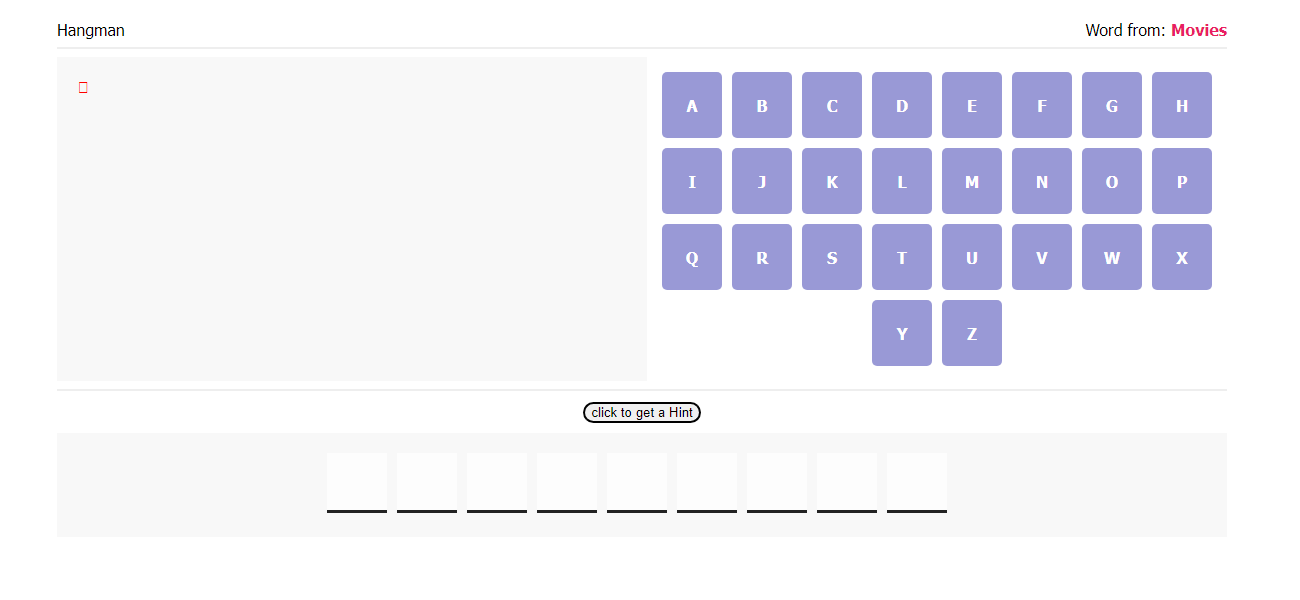 Hangman
Word from: Movies
A B C D E F G H
I J K L M N O P
Q R S T U V W X
Y Z
click to get a Hint